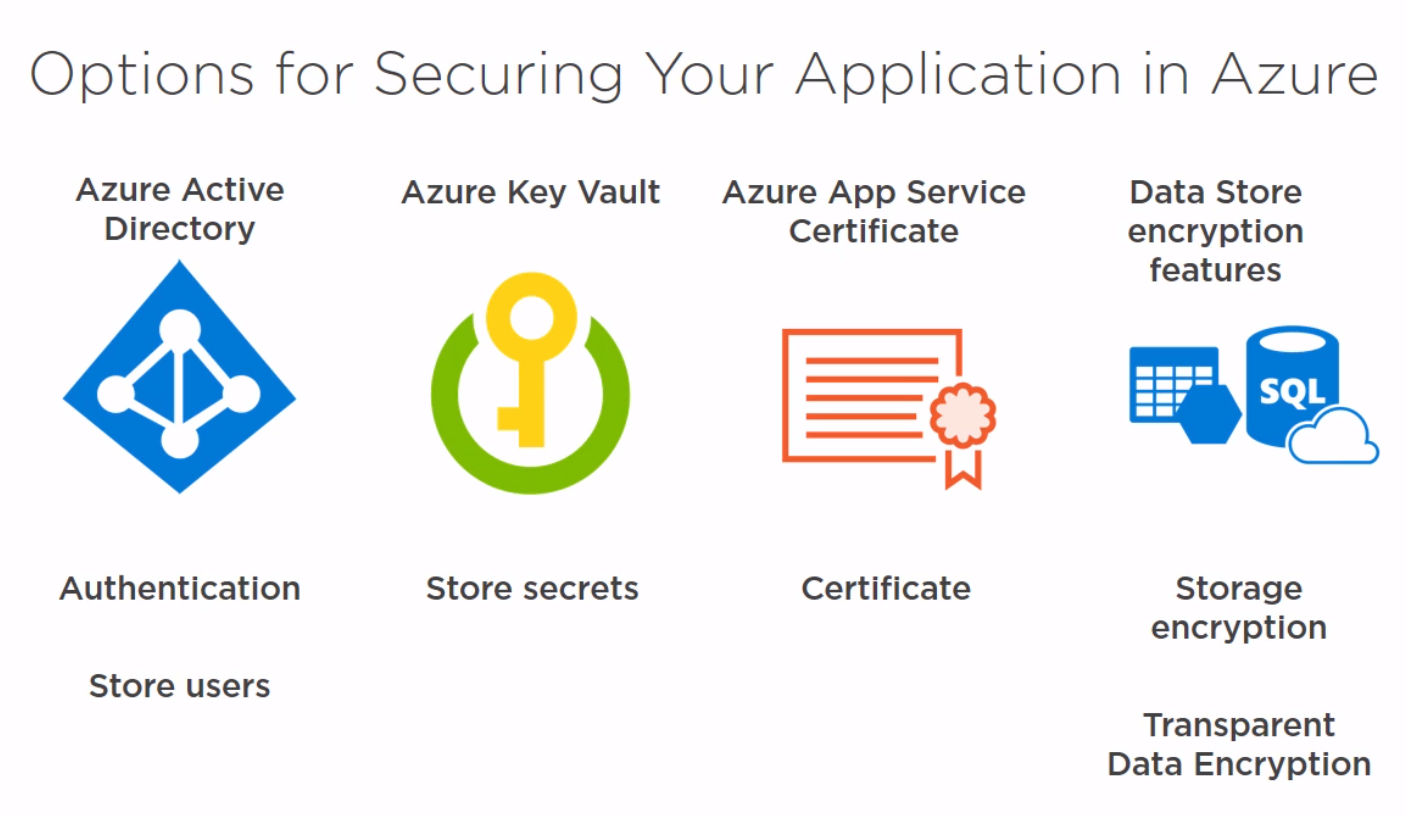 Options for Securing Your Application in Azure
Azure Active
Directory
Authentication
Store users
Azure Key Vault
Store secrets
Azure App Service
Certificate
Certificate
Data Store
encryption
features
SQL
Storage
encryption
Transparent
Data Encryption